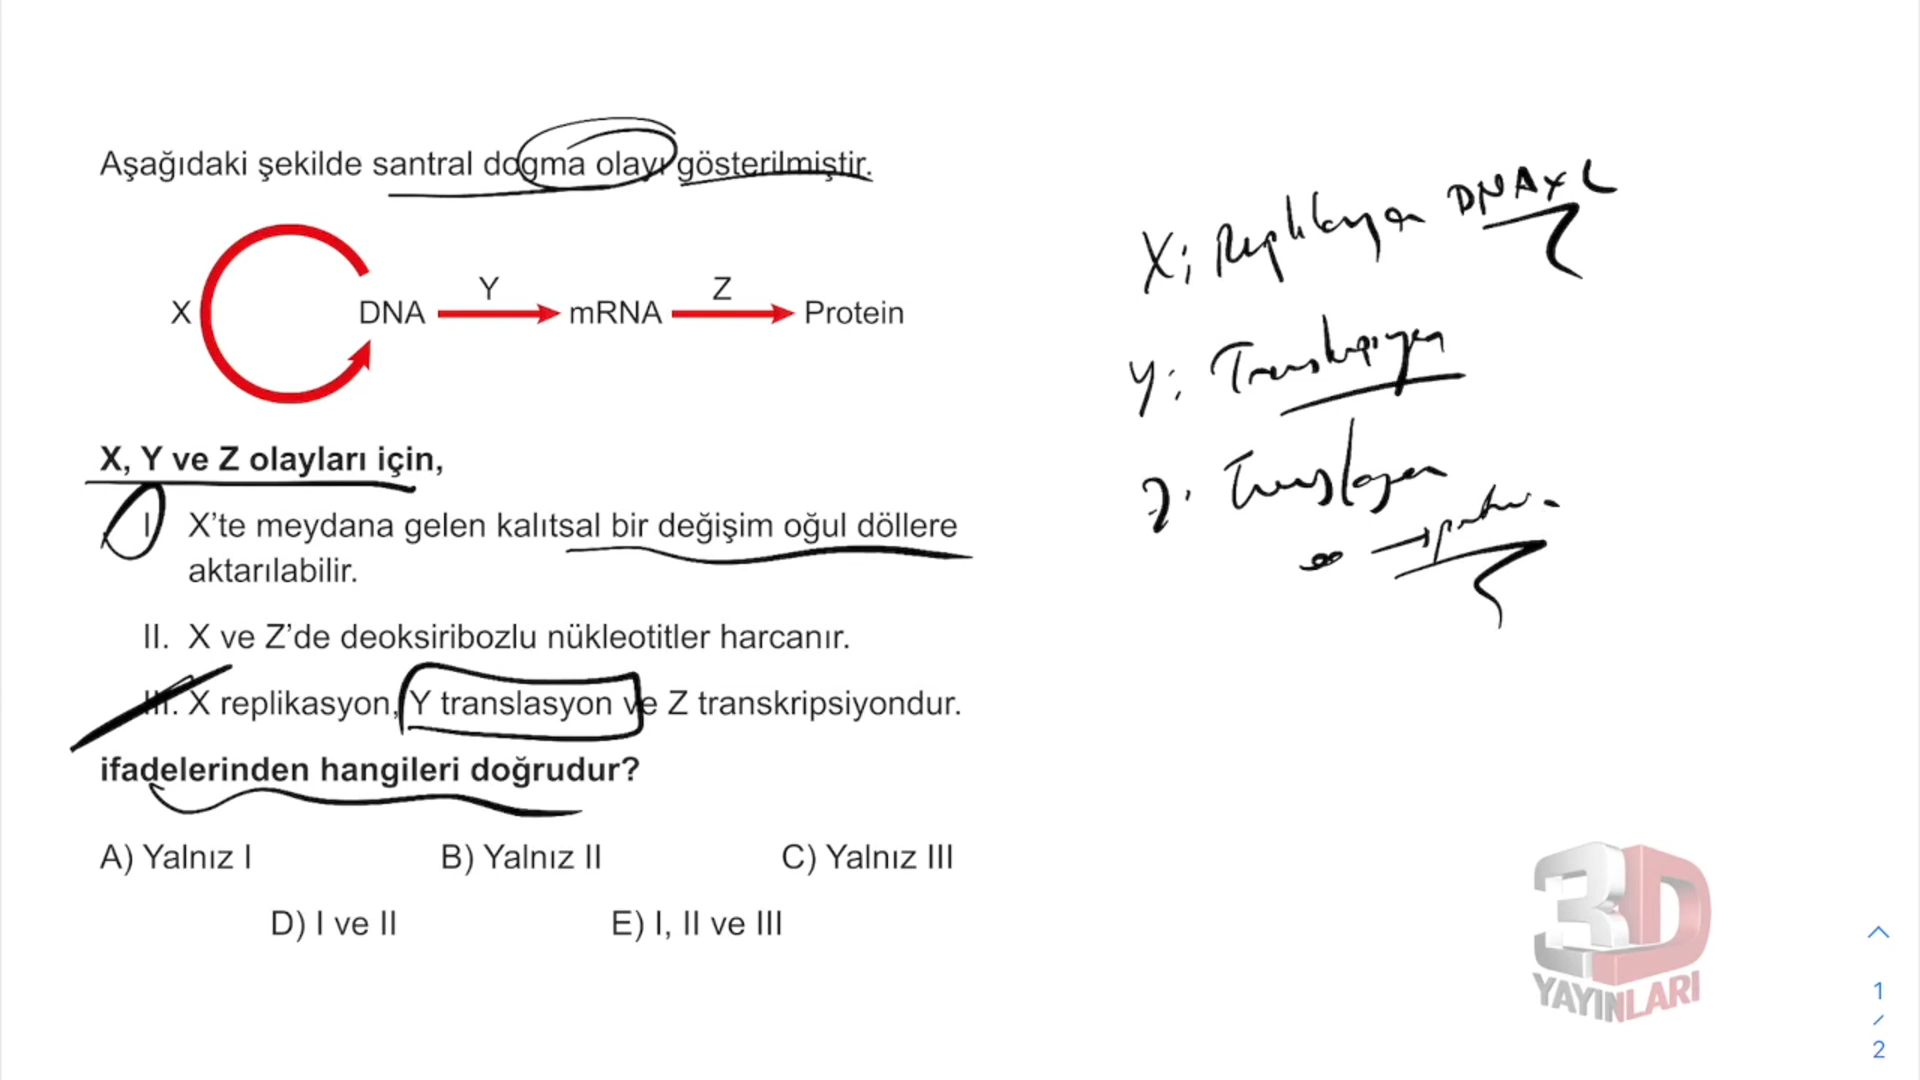 Aşağıdaki şekilde santral dogma olayı gösterilmiştir.
X
DNA
Y
mRNA
Z
Protein
X, Y ve Z olayları için,
I. X'te meydana gelen kalıtsal bir değişim oğul döllere
aktarılabilir.
II. X ve Z'de deoksiribozlu nükleotitler harcanır.
III. X replikasyon, Y translasyon ve Z transkripsiyondur.
ifadelerinden hangileri doğrudur?
A) Yalnız I
B) Yalnız II
C) Yalnız III
D) I ve II
E) I, II ve III
X; Replikasyon DNA
Y: Transkripsiyon
Z: Translasyon
3D
YAYINLARI
1
/
2